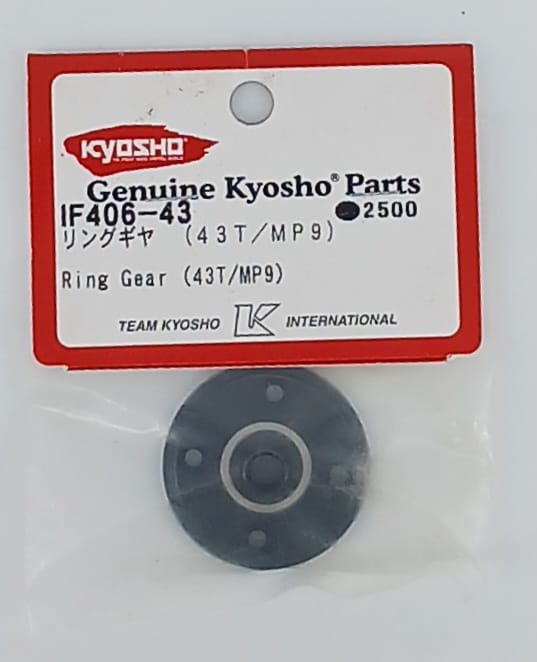 KYOSHO
Genuine Kyosho® Parts
IF406-43 ●2500
リングギヤ (43T/MP9)
Ring Gear (43T/MP9)
TEAM KYOSHO K INTERNATIONAL